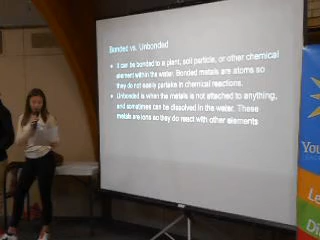 Bonded vs. Unbonded
It can be bonded to a plant, soil particle, or other chemical
element within the water. Bonded metals are atoms so
they do not easily partake in chemical reactions.
Unbonded is when the metals is not attached to anything,
and sometimes can be dissolved in the water. These
metals are ions so they do react with other elements
You
Le
Di